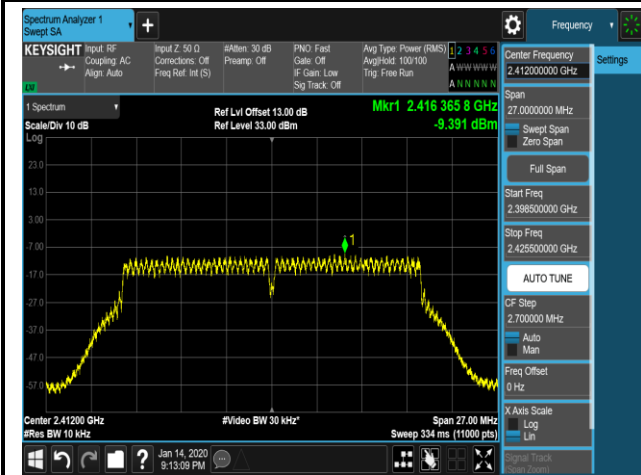 Spectrum Analyzer 1
Swept SA
Frequency
KEYSIGHT
Input: RF
Coupling: AC
Align: Auto
Input Z: 50 Ω
Corrections: Off
Freq Ref: Int (S)
#Atten: 30 dB
Preamp: Off
PNO: Fast
Gate: Off
IF Gain: Low
Sig Track: Off
Avg Type: Power (RMS)
Avg|Hold: 100/100
Trig: Free Run
1 2 3 4 5 6
A W W W W W
A N N N N N
1 Spectrum
Scale/Div 10 dB
Ref Lvl Offset 13.00 dB
Ref Level 33.00 dBm
Mkr1 2.416 365 8 GHz
-9.391 dBm
Log
23.0
13.0
3.00
-7.00
-17.0
-27.0
-37.0
-47.0
-57.0
1
Center 2.41200 GHz
#Res BW 10 kHz
#Video BW 30 kHz*
Span 27.00 MHz
Sweep 334 ms (11000 pts)
Jan 14, 2020
9:13:09 PM
?
Center Frequency
2.412000000 GHz
Settings
Span
27.0000000 MHz
Swept Span
Zero Span
Full Span
Start Freq
2.398500000 GHz
Stop Freq
2.425500000 GHz
AUTO TUNE
CF Step
2.700000 MHz
Auto
Man
Freq Offset
0 Hz
X Axis Scale
Log
Lin
Signal Track
(Span Zoom)